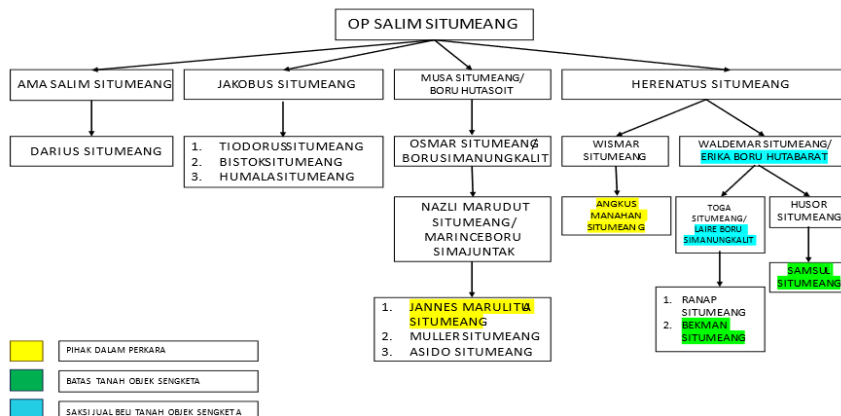 OP SALIM SITUMEANG
AMA SALIM SITUMEANG
JAKOBUS SITUMEANG
MUSA SITUMEANG/
BORU HUTASOIT
HERENATUS SITUMEANG
DARIUS SITUMEANG
1. TIODORUSSITUMEANG
2. BISTOKSITUMEANG
3. HUMALASITUMEANG
OSMAR SITUMEANG/
BORUSIMANUNGKALIT
WISMAR
SITUMEANG
WALDEMAR SITUMEANG/
ERIKA BORU HUTABARAT
NAZLI MARUDUT
SITUMEANG/
MARINCEBORU
SIMAJUNTAK
ANGKUS
MANAHAN
SITUMEANG
TOGA
SITUMEANG/
LAIRE BORU
SIMANUNGKALIT
HUSOR
SITUMEANG
SAMSUL
SITUMEANG
1. JANNES MARULITUA
SITUMEANG
2. MULLER SITUMEANG
3. ASIDO SITUMEANG
1. RANAP
SITUMEANG
2. BEKMAN
SITUMEANG
PIHAK DALAM PERKARA
BATAS TANAH OBJEK SENGKETA
SAKSI JUAL BELI TANAH OBJEK SENGKETA